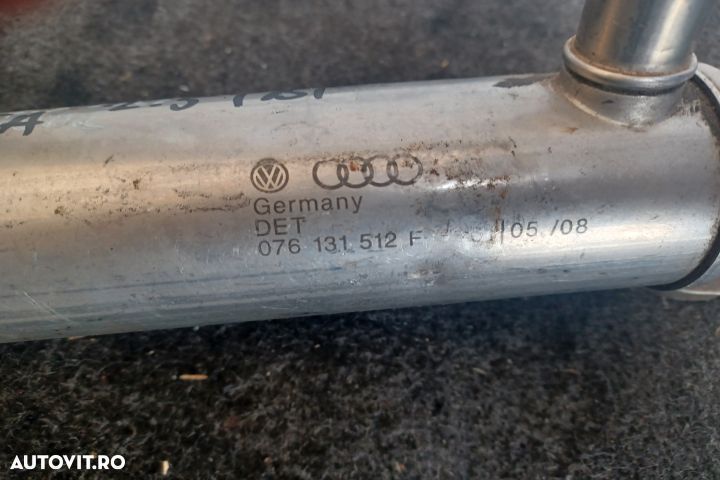 Germany
DET
076 131 512 F 05 /08
AUTOVIT.RO